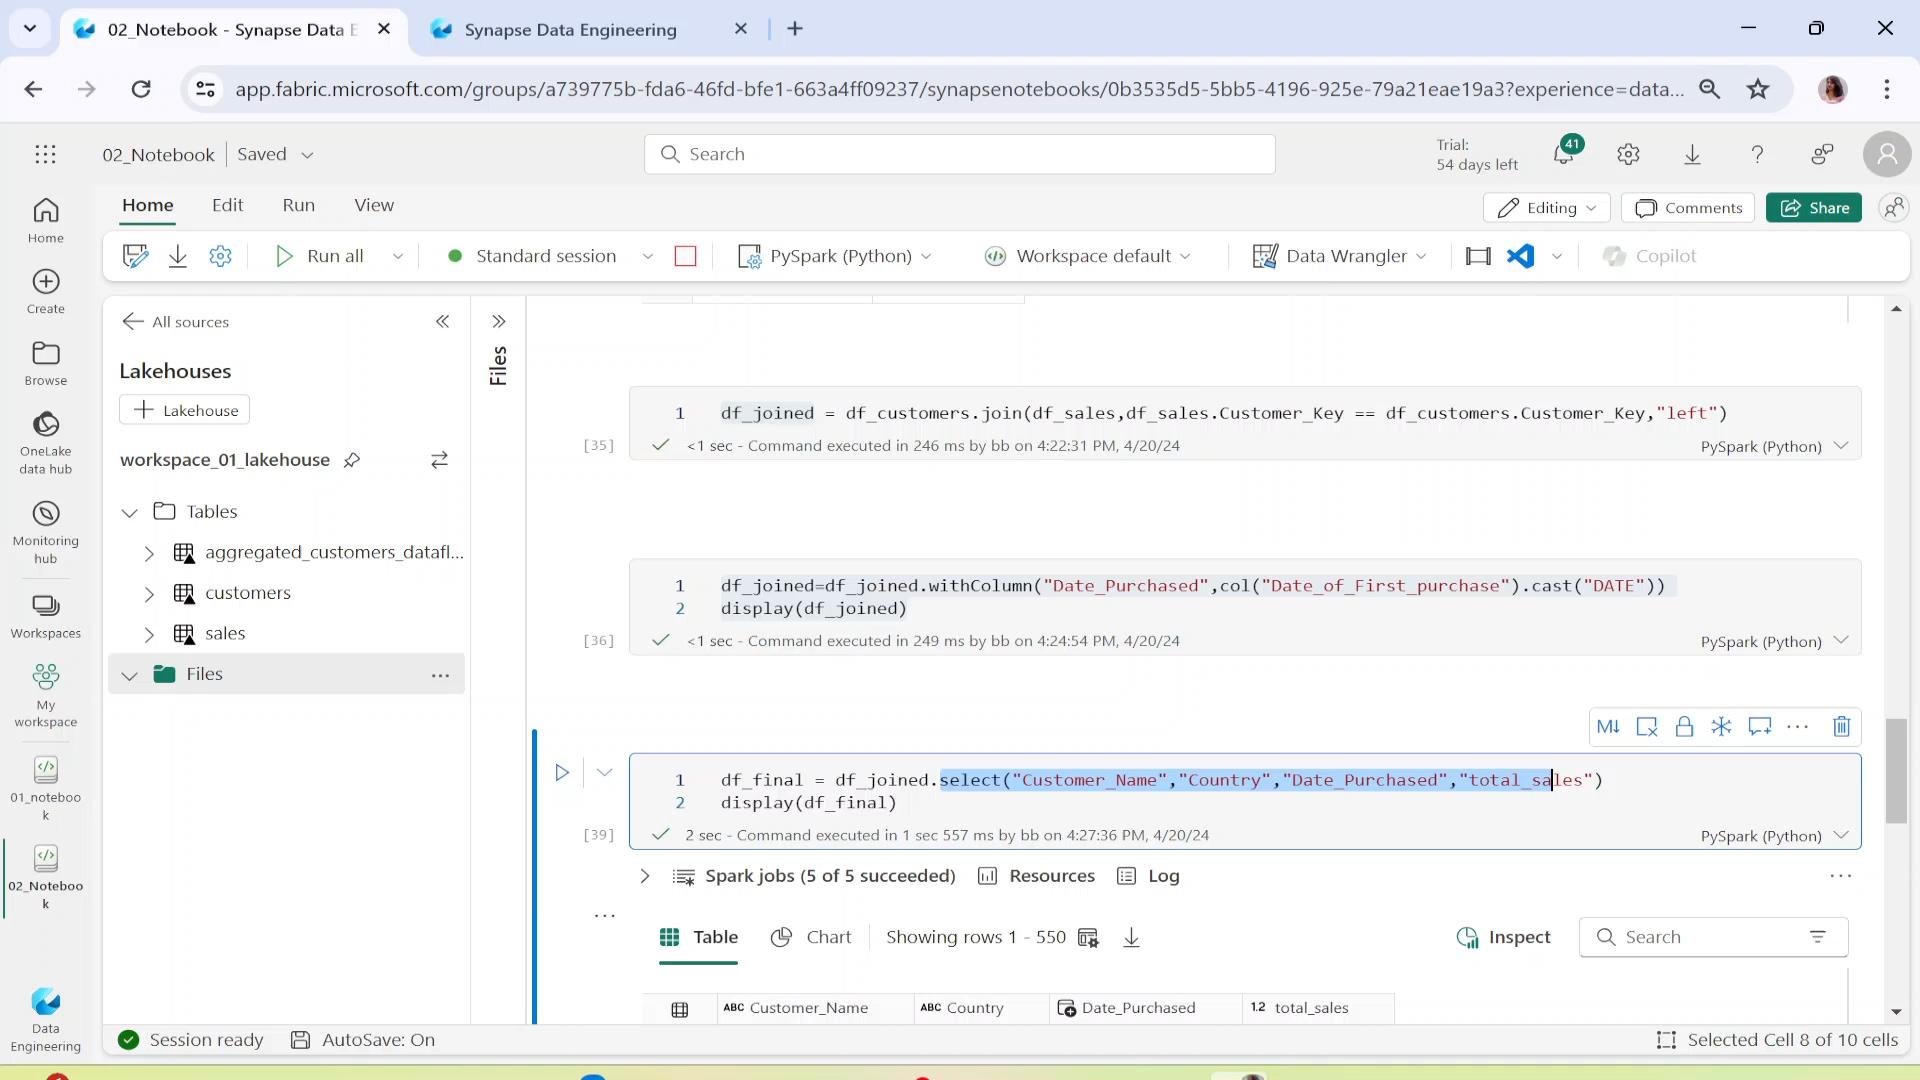 02_Notebook - Synapse Data E
Synapse Data Engineering
app.fabric.microsoft.com/groups/a739775b-fda6-46fd-bfe1-663a4ff09237/synapsenotebooks/0b3535d5-5bb5-4196-925e-79a21eae19a3?experience=data...
02_Notebook
Saved
Search
Trial:
54 days left
41
Home
Edit
Run
View
Editing
Comments
Share
Run all
Standard session
PySpark (Python)
Workspace default
Data Wrangler
Copilot
Home
Create
Browse
OneLake
data hub
Monitoring
hub
Workspaces
My
workspace
01_noteboo
k
02_Noteboo
k
Data
Engineering
All sources
Lakehouses
Lakehouse
workspace_01_lakehouse
Tables
aggregated_customers_datafl...
customers
sales
Files
...
Files
1 df_joined = df_customers.join(df_sales,df_sales.Customer_Key == df_customers.Customer_Key,"left")
[35]
<1 sec - Command executed in 246 ms by bb on 4:22:31 PM, 4/20/24
PySpark (Python)
1 df_joined=df_joined.withColumn("Date_Purchased",col("Date_of_First_purchase").cast("DATE"))
2 display(df_joined)
[36]
<1 sec - Command executed in 249 ms by bb on 4:24:54 PM, 4/20/24
PySpark (Python)
M↓
1 df_final = df_joined.select("Customer_Name","Country","Date_Purchased","total_sales")
2 display(df_final)
[39]
2 sec - Command executed in 1 sec 557 ms by bb on 4:27:36 PM, 4/20/24
PySpark (Python)
Spark jobs (5 of 5 succeeded)
Resources
Log
Table
Chart
Showing rows 1 - 550
Inspect
Search
ABC Customer_Name
ABC Country
Date_Purchased
1.2 total_sales
Session ready
AutoSave: On
Selected Cell 8 of 10 cells